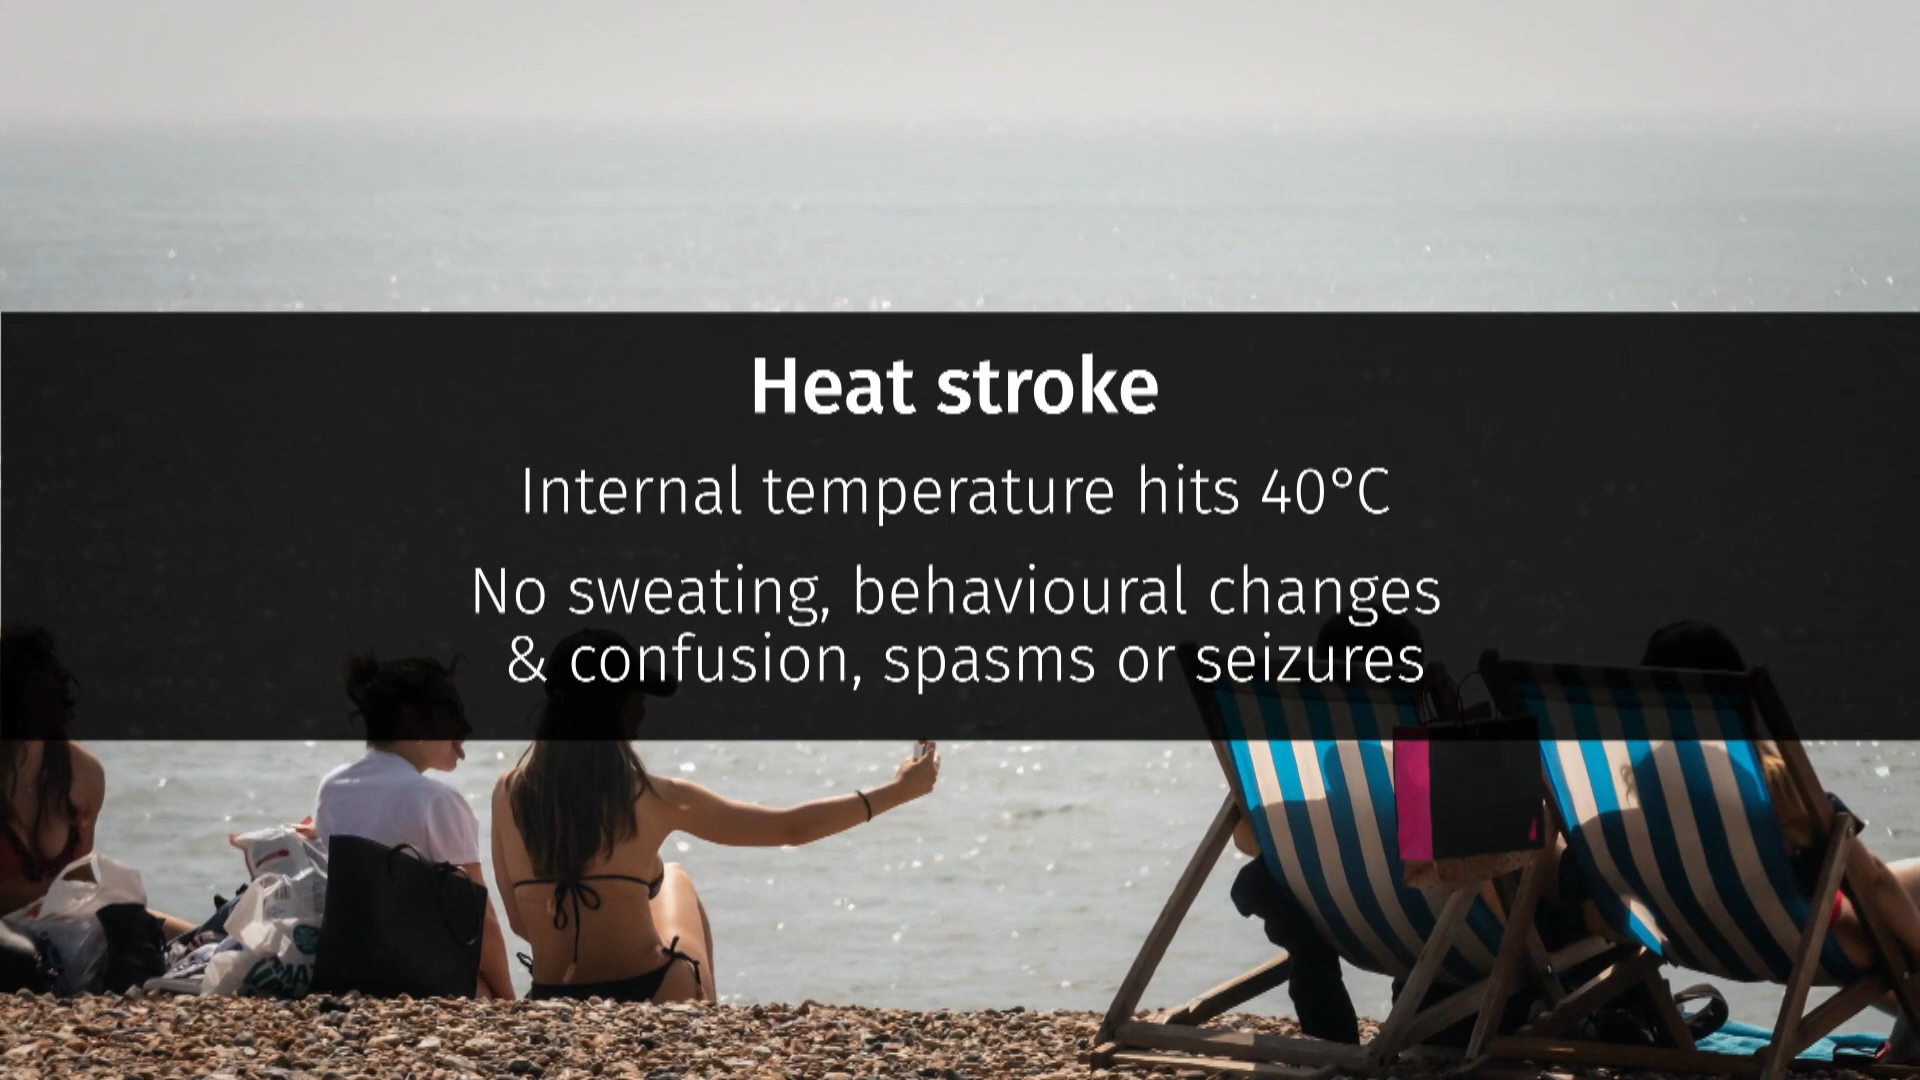 Heat stroke
Internal temperature hits 40°C
No sweating, behavioural changes
& confusion, spasms or seizures